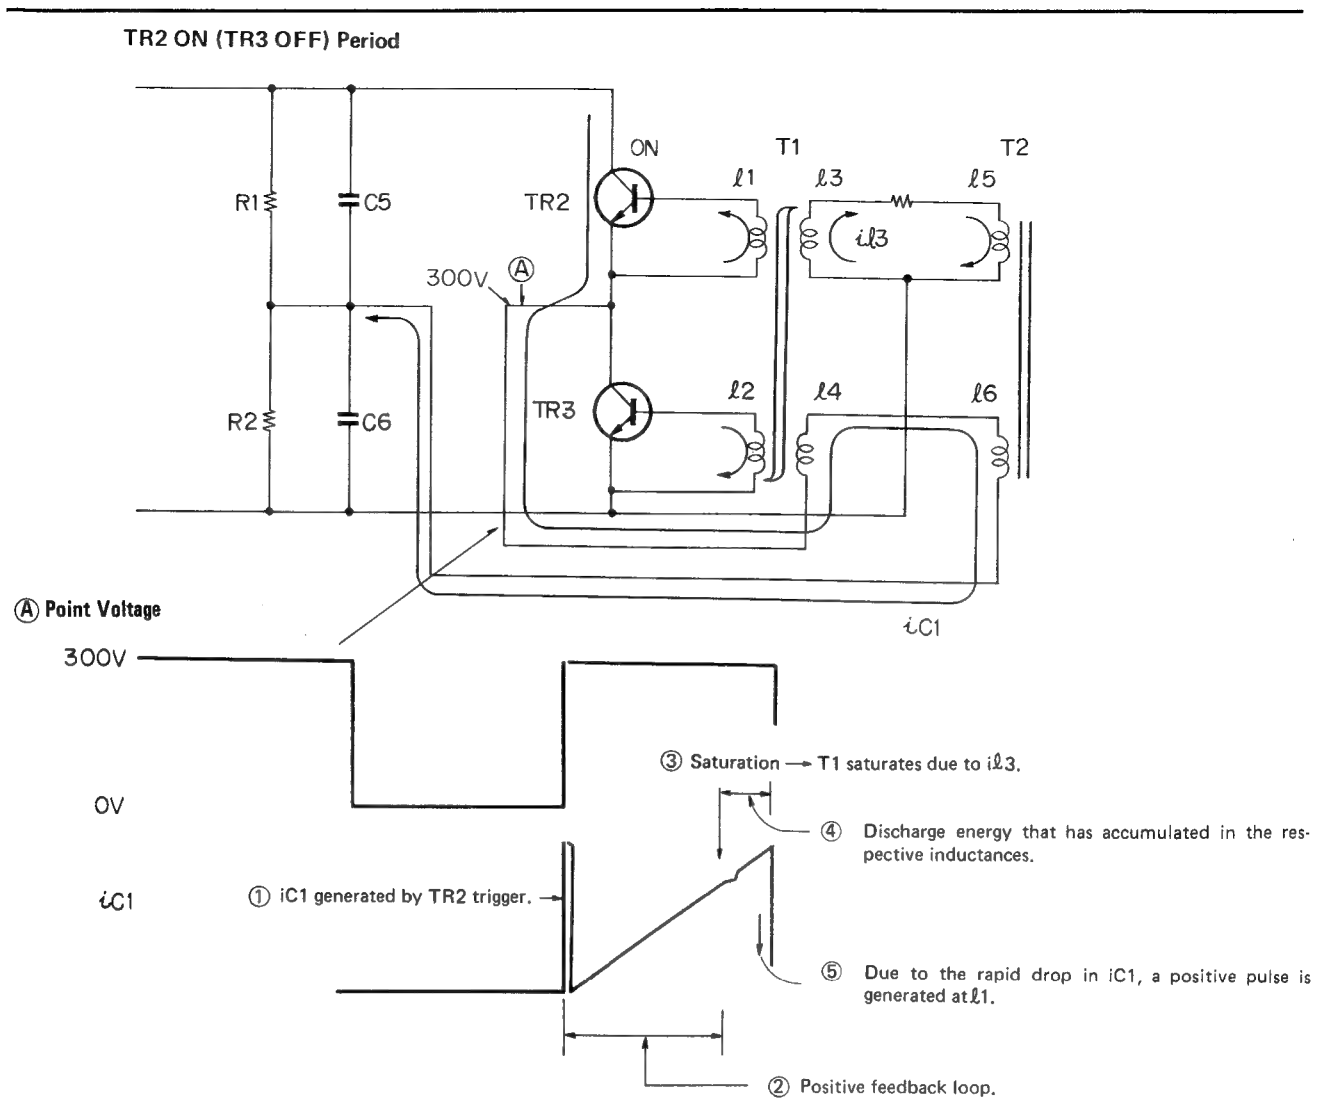 TR2 ON (TR3 OFF) Period
ON
T1
T2
R1
C5
TR2
ℓ1
ℓ3
ℓ5
iℓ3
300V
Ⓐ
R2
C6
TR3
ℓ2
ℓ4
ℓ6
iC1
Ⓐ Point Voltage
300V
0V
③ Saturation → T1 saturates due to iℓ3.
④ Discharge energy that has accumulated in the res-
pective inductances.
iC1
① iC1 generated by TR2 trigger.
⑤ Due to the rapid drop in iC1, a positive pulse is
generated at ℓ1.
② Positive feedback loop.